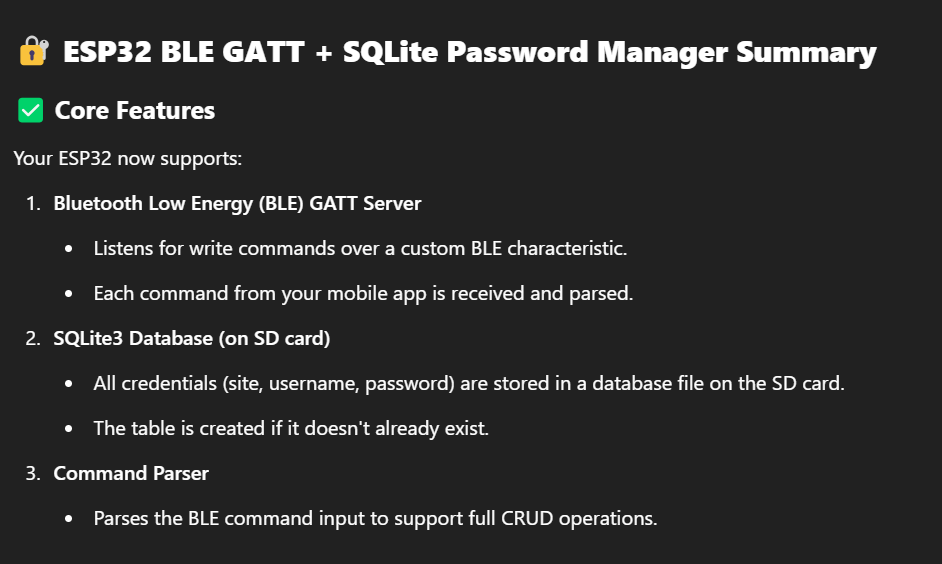 🔐 ESP32 BLE GATT + SQLite Password Manager Summary
✅ Core Features
Your ESP32 now supports:
1. Bluetooth Low Energy (BLE) GATT Server
• Listens for write commands over a custom BLE characteristic.
• Each command from your mobile app is received and parsed.
2. SQLite3 Database (on SD card)
• All credentials (site, username, password) are stored in a database file on the SD card.
• The table is created if it doesn't already exist.
3. Command Parser
• Parses the BLE command input to support full CRUD operations.